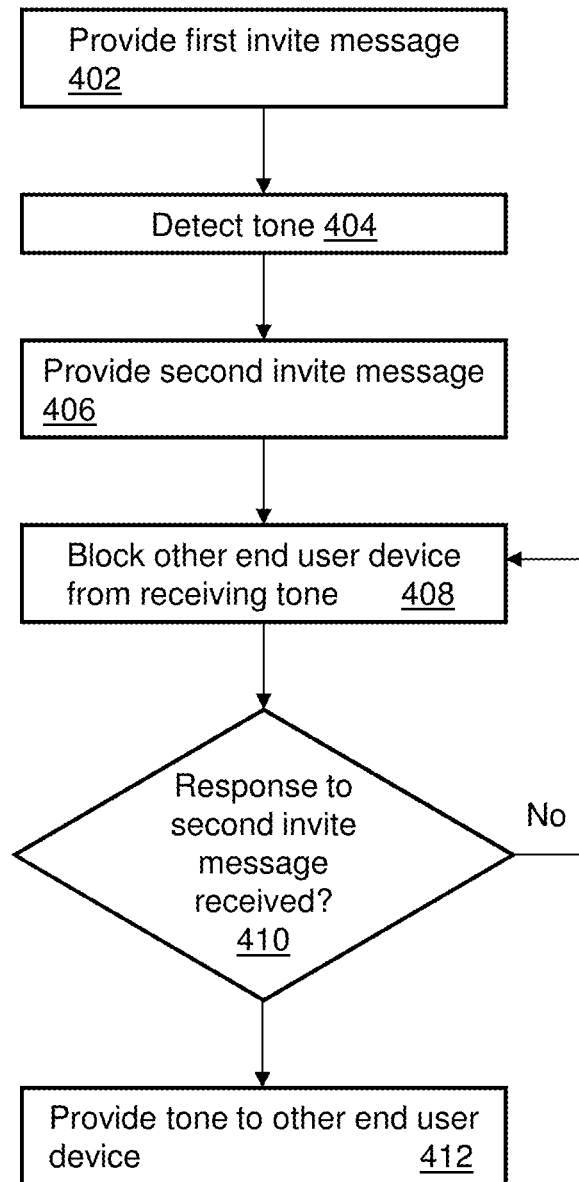 Provide first invite message
402
Detect tone 404
Provide second invite message
406
Block other end user device
from receiving tone 408
Response to
second invite
message
received?
410
No
Provide tone to other end user
device 412